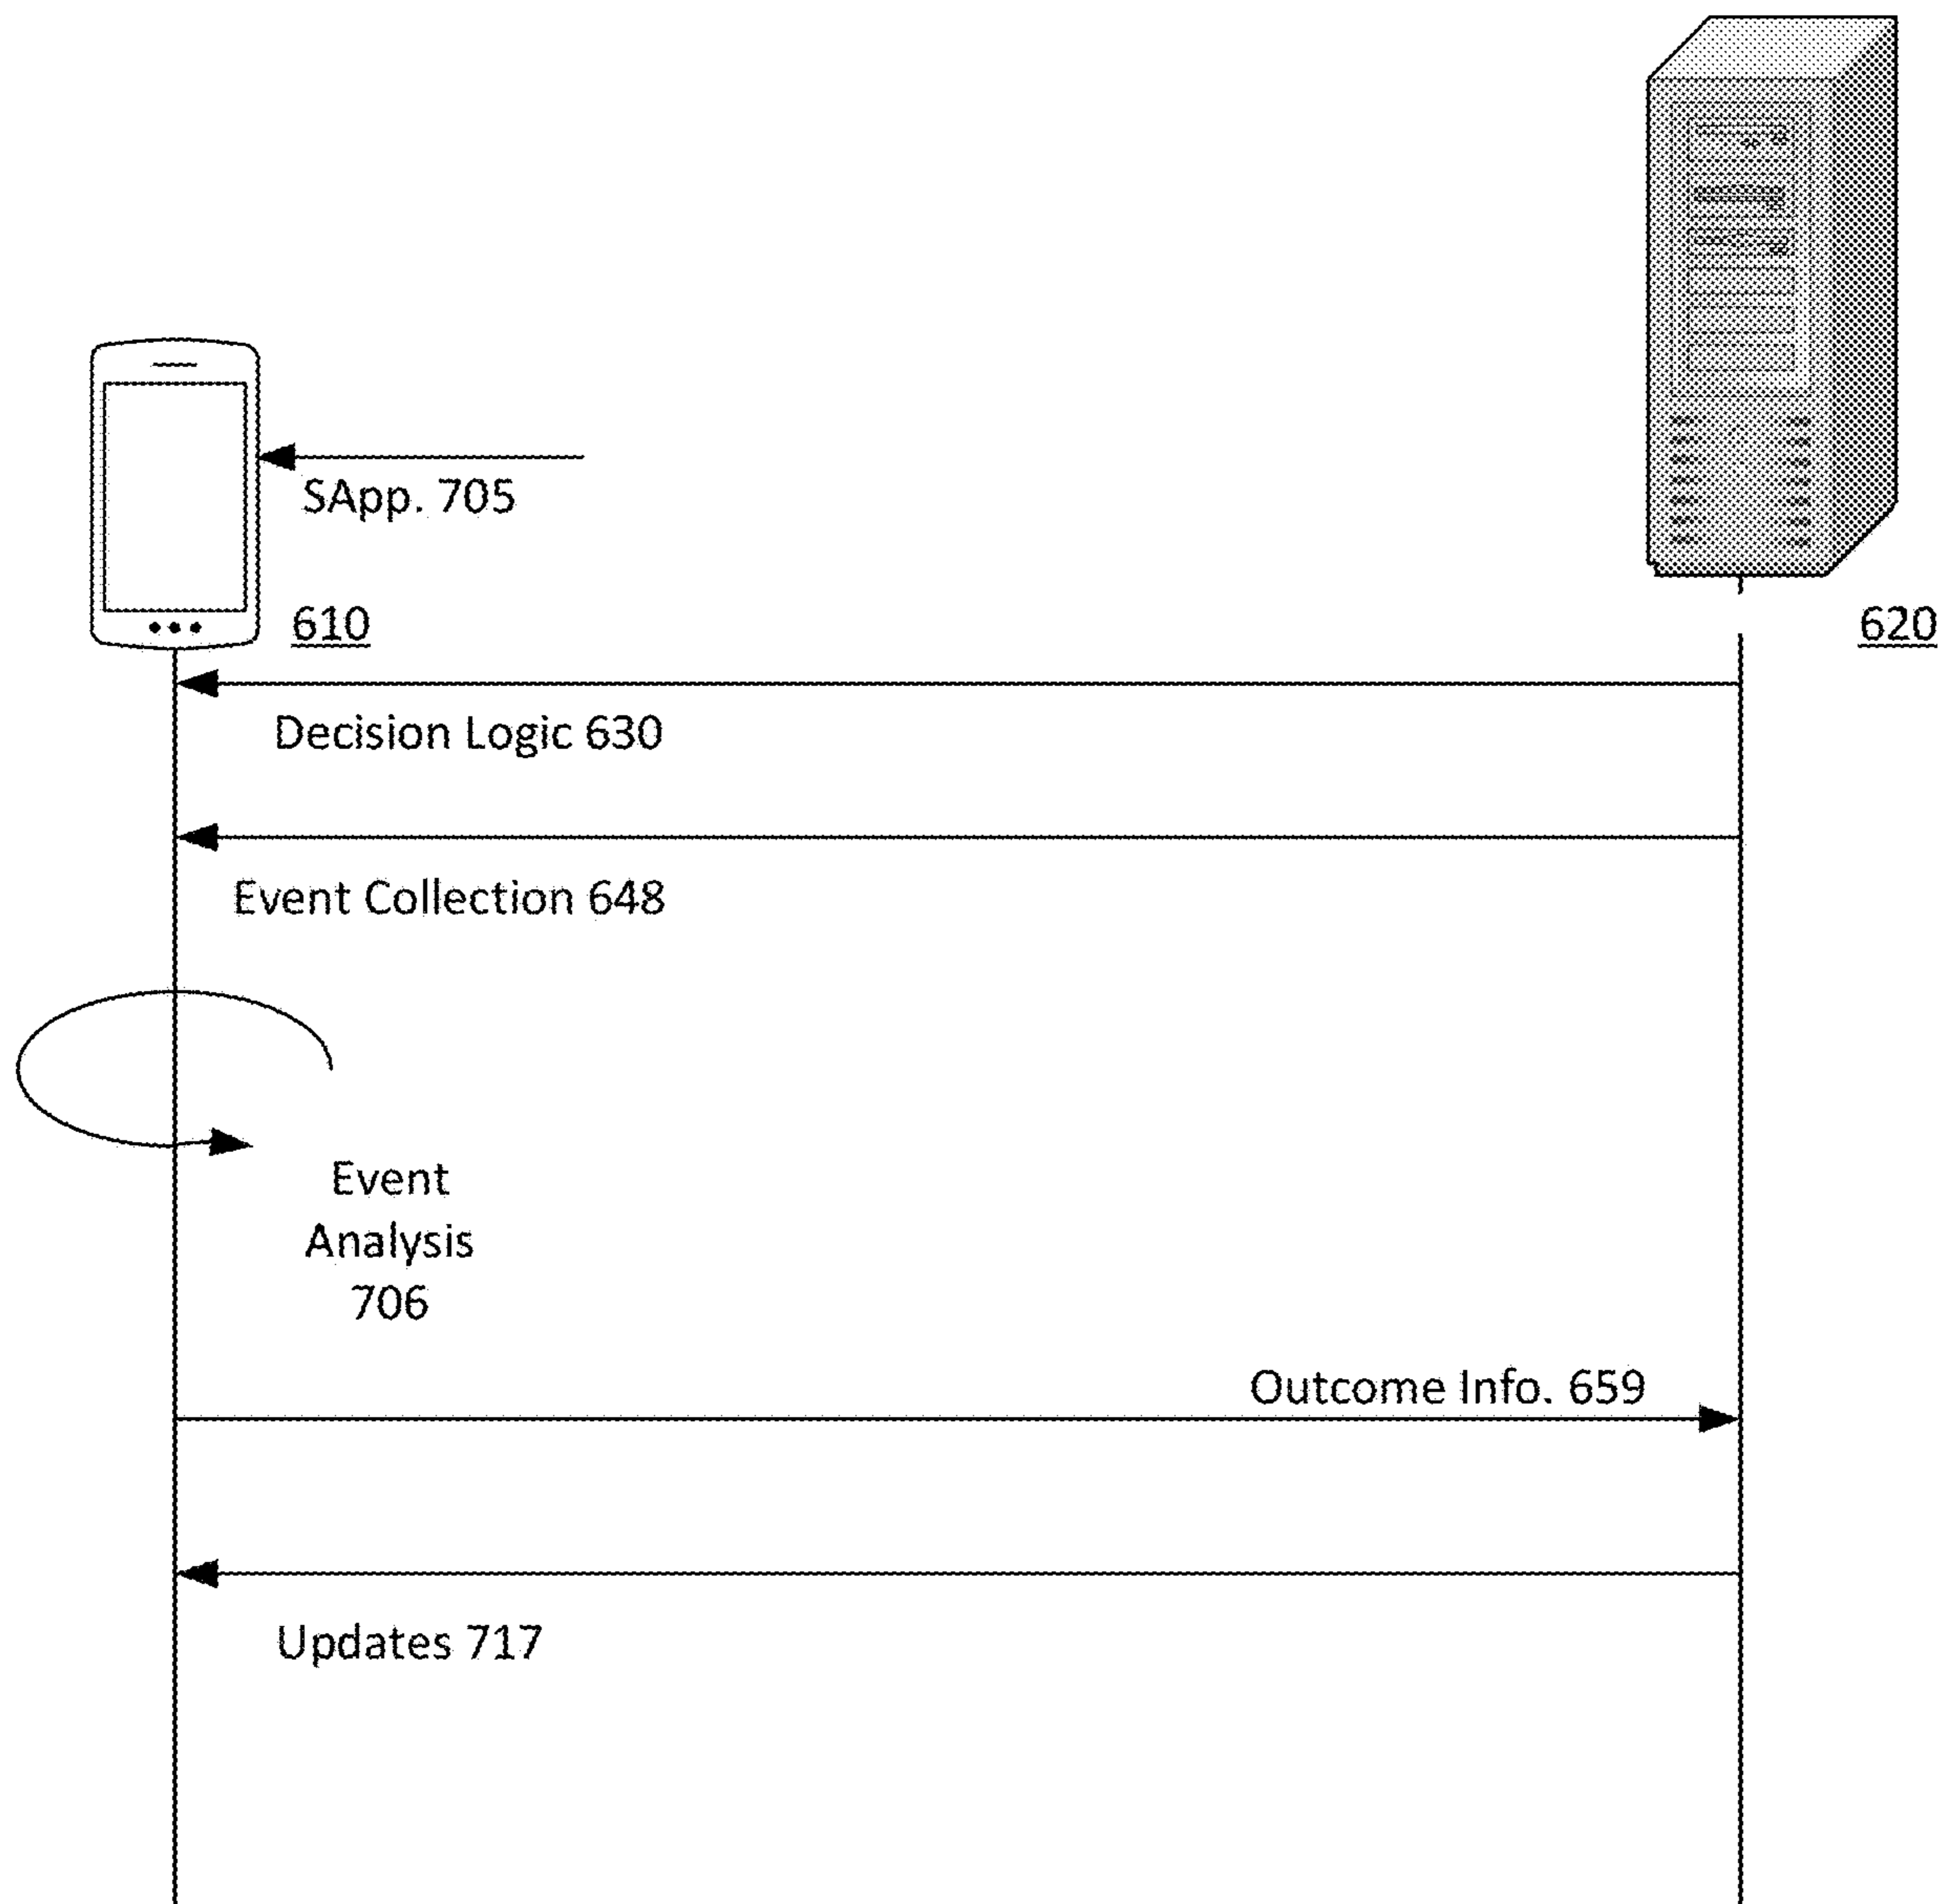 SApp. 705
610
620
Decision Logic 630
Event Collection 648
Event
Analysis
706
Outcome Info. 659
Updates 717